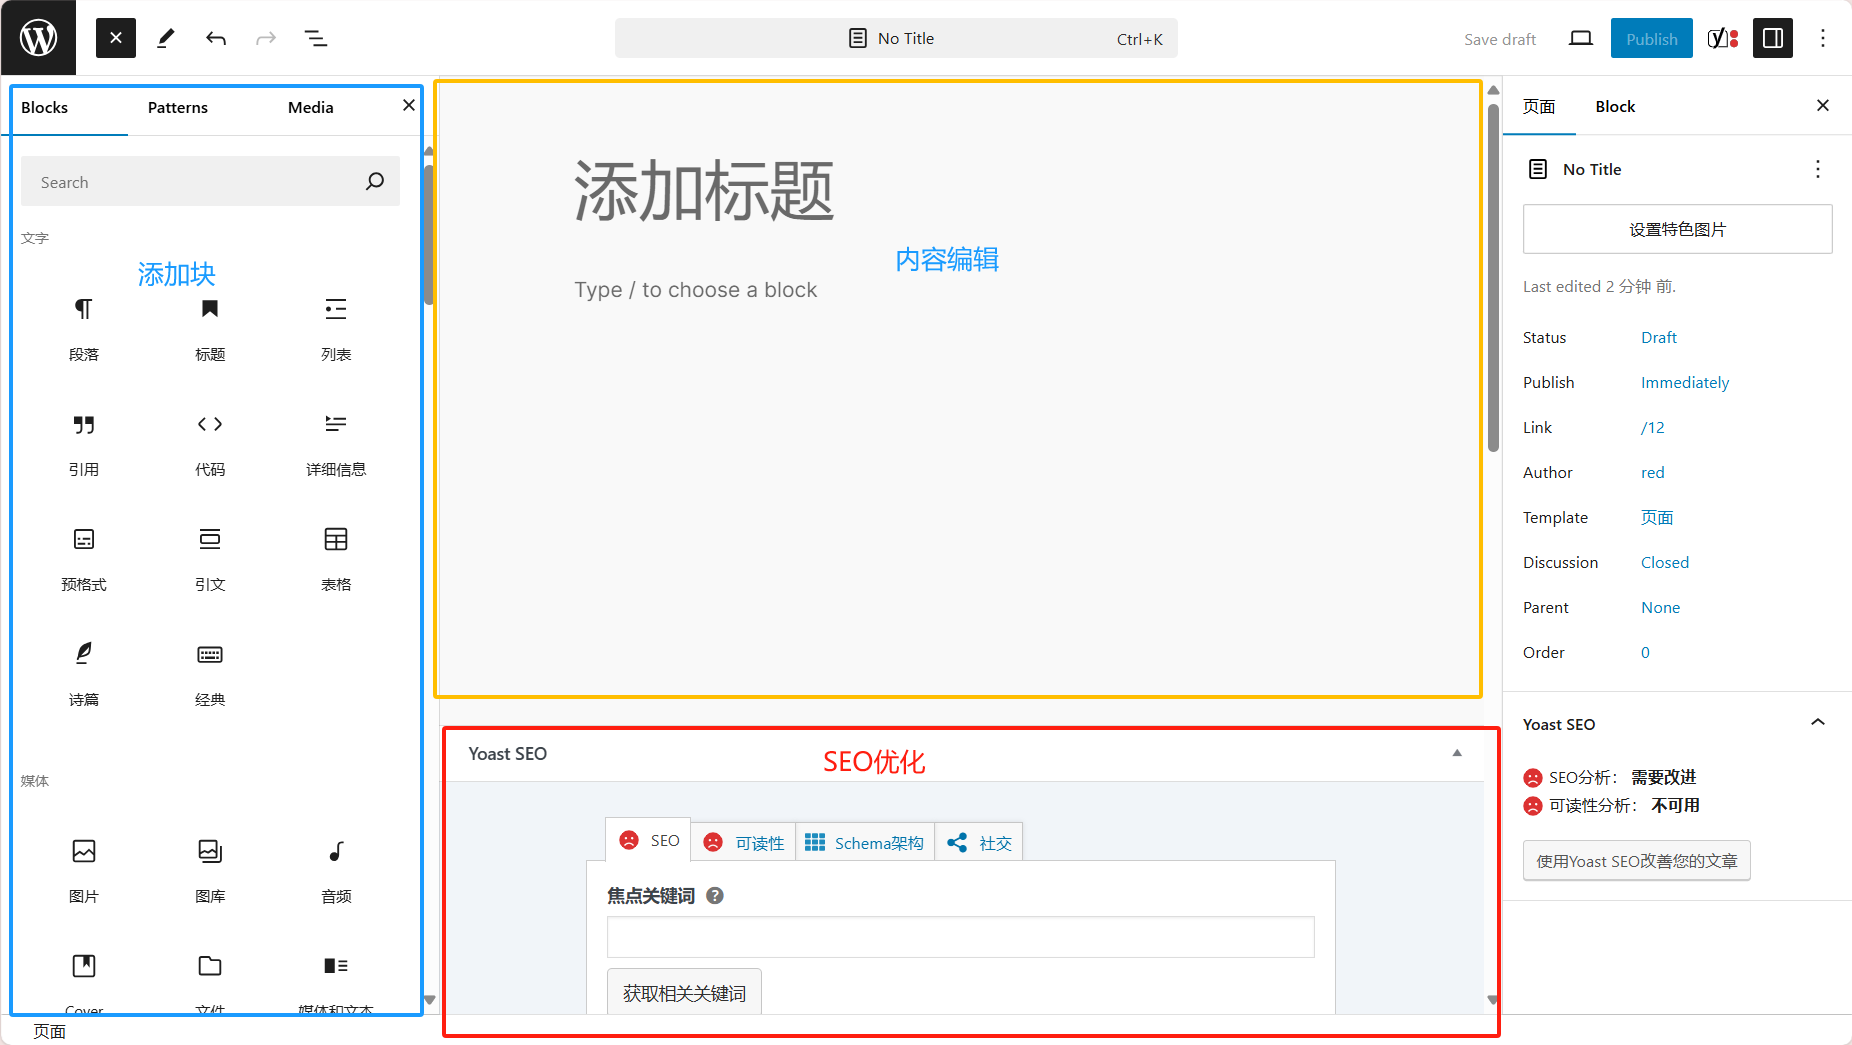 No Title
Ctrl+K
Save draft
Publish
Blocks
Patterns
Media
Search
文字
添加块
段落
标题
列表
引用
代码
详细信息
预格式
引文
表格
诗篇
经典
媒体
图片
图库
音频
Cover
文件
媒体和文本
页面
添加标题
内容编辑
Type / to choose a block
Yoast SEO
SEO优化
SEO
可读性
Schema架构
社交
焦点关键词
?
获取相关关键词
页面
Block
No Title
设置特色图片
Last edited 2 分钟 前.
Status Draft
Publish Immediately
Link /12
Author red
Template 页面
Discussion Closed
Parent None
Order 0
Yoast SEO
SEO分析： 需要改进
可读性分析： 不可用
使用Yoast SEO改善您的文章